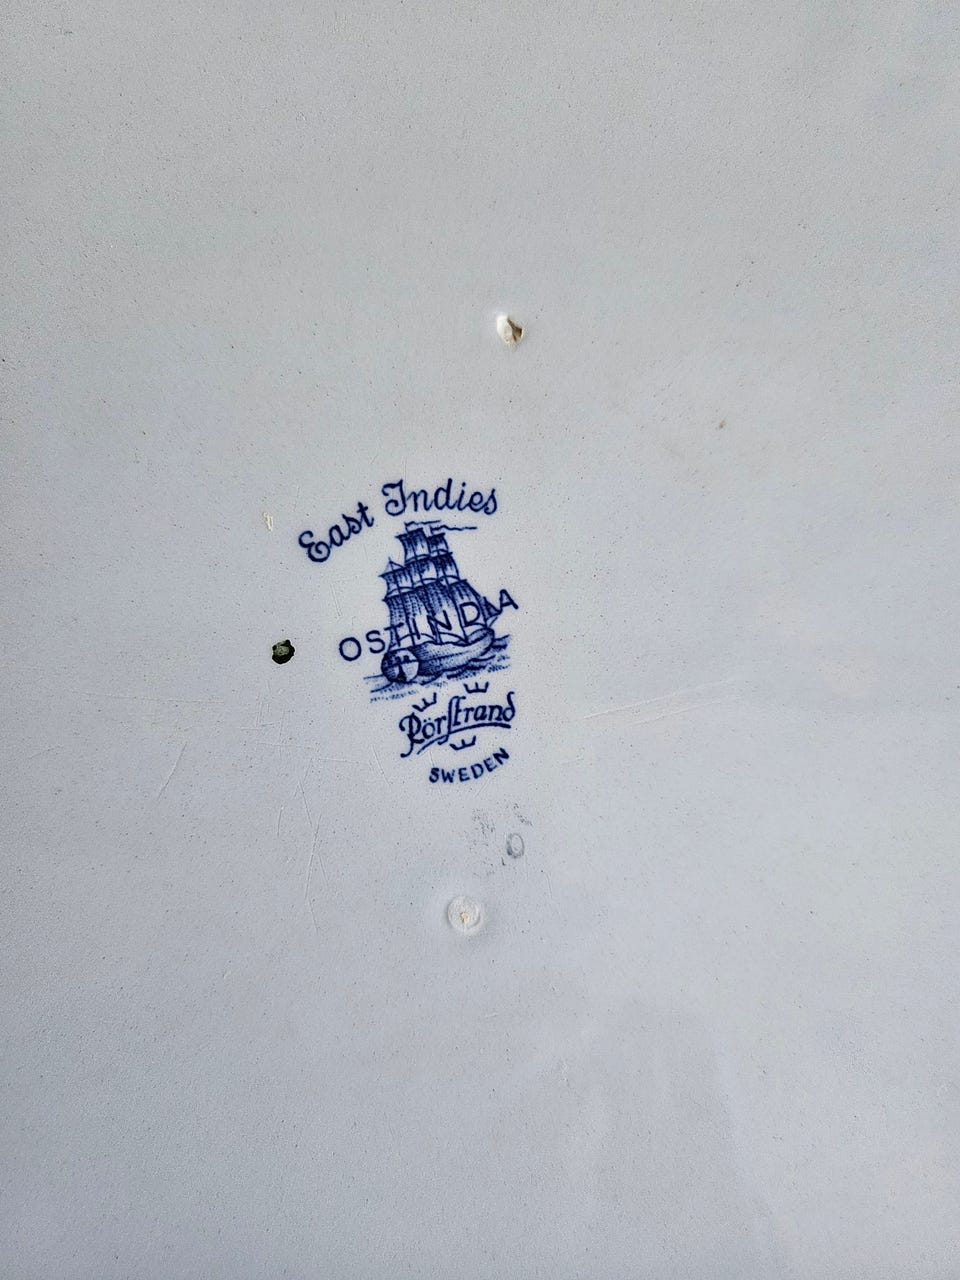 East Indies
OSTINDIA
Rörstrand
SWEDEN